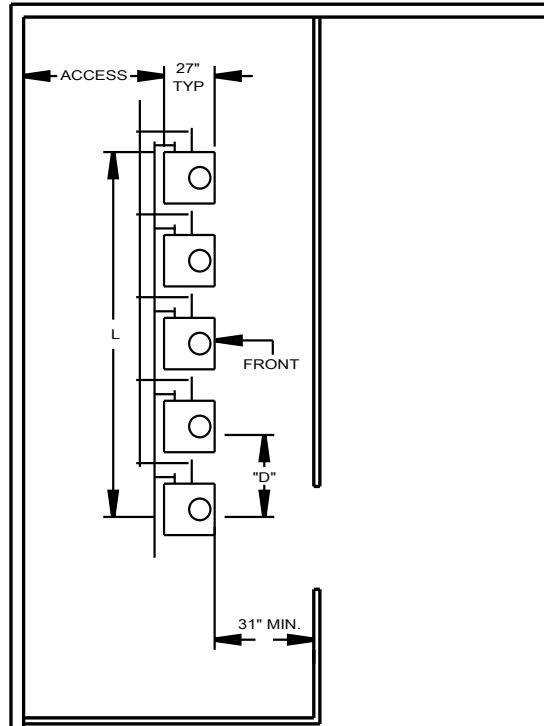 ACCESS
27"
TYP
L
FRONT
"D"
31" MIN.